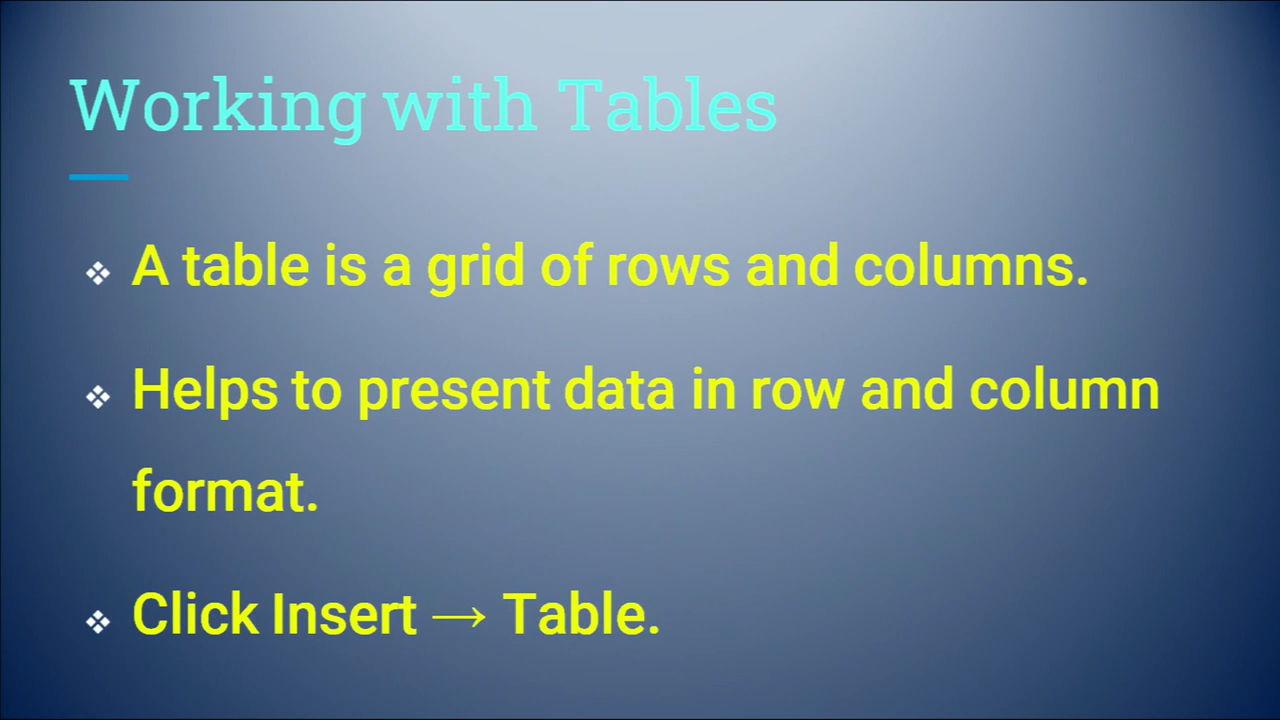 Working with Tables
❖ A table is a grid of rows and columns.
❖ Helps to present data in row and column
format.
❖ Click Insert → Table.